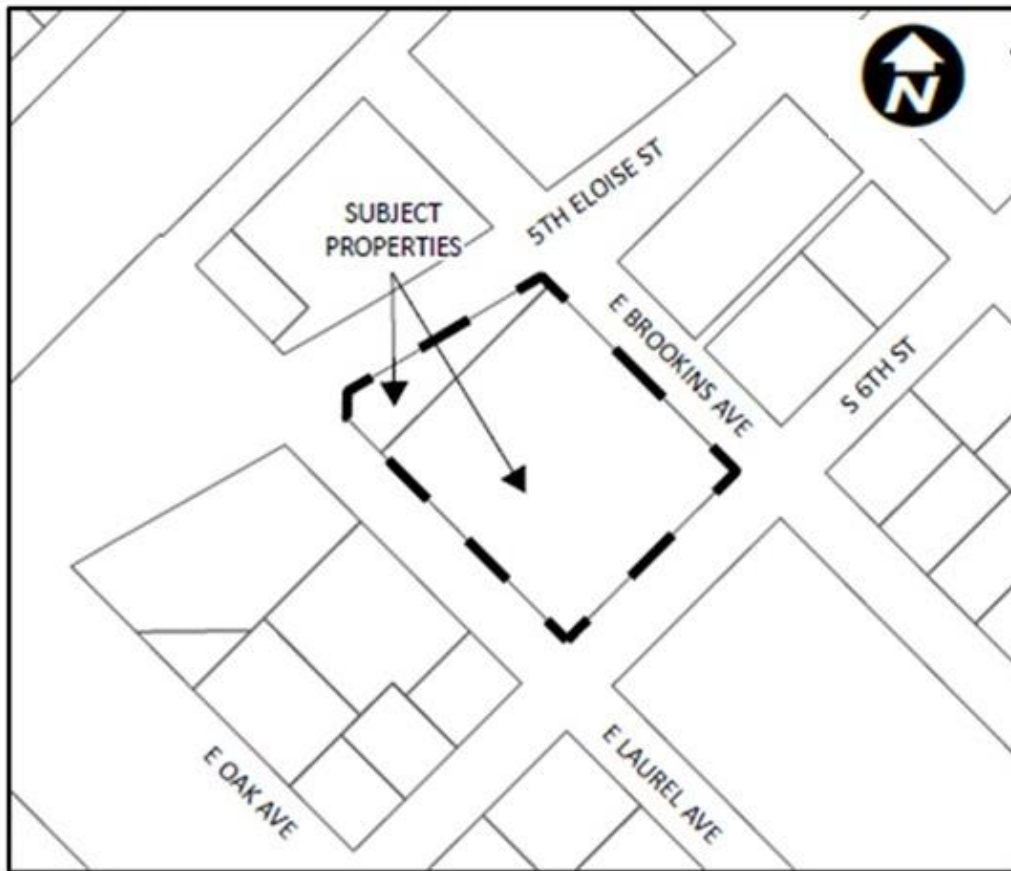 N
5TH ELOISE ST
SUBJECT
PROPERTIES
E BROOKINS AVE
S 6TH ST
E OAK AVE
E LAUREL AVE